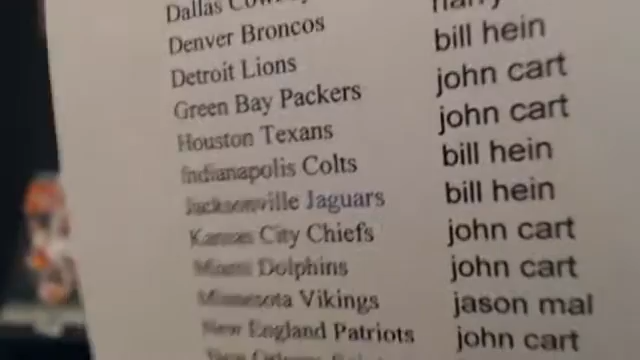 Dallas
Denver Broncos
Detroit Lions bill hein
Green Bay Packers john cart
Houston Texans john cart
Indianapolis Colts bill hein
Jacksonville Jaguars bill hein
Kansas City Chiefs john cart
Miami Dolphins john cart
Minnesota Vikings jason mal
New England Patriots john cart